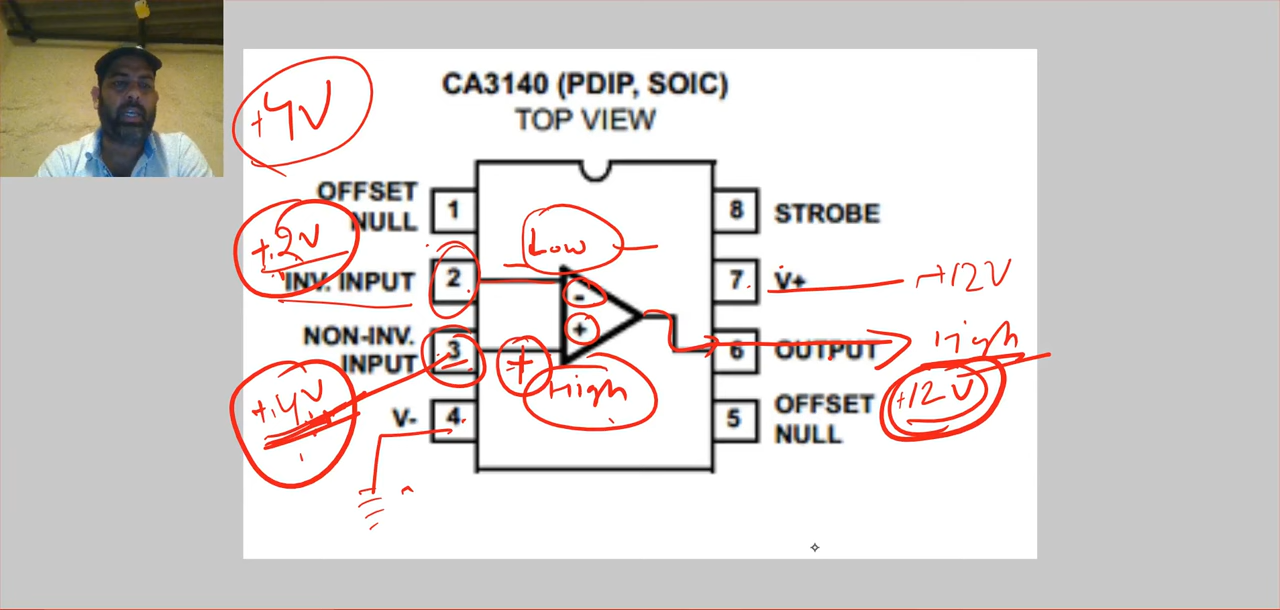 CA3140 (PDIP, SOIC)
TOP VIEW
+4V
OFFSET
NULL
1
8
STROBE
+2V
Low
INV. INPUT
2
-
7
V+
+12V
NON-INV.
INPUT
3
+
+
6
OUTPUT
High
+4V
High
+12V
V-
4
5
OFFSET
NULL